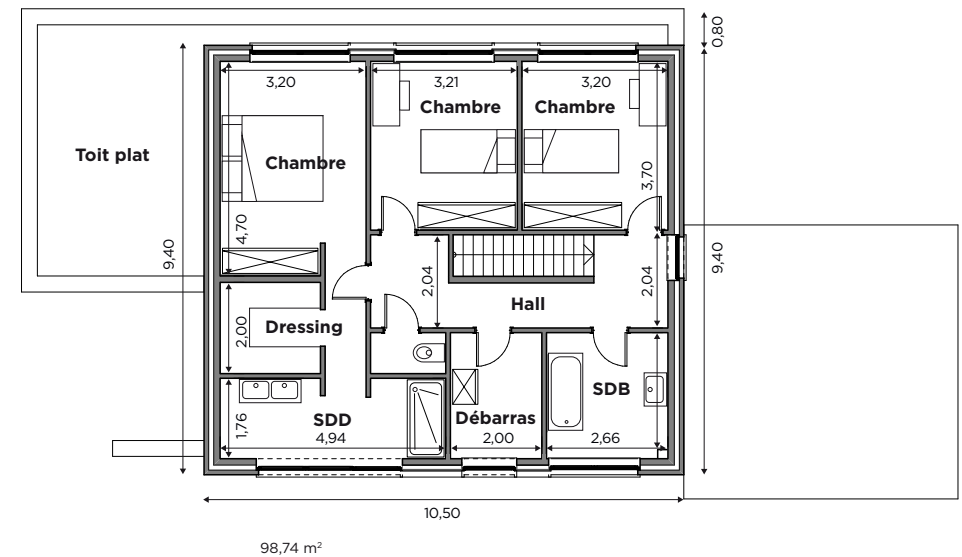 0,80
3,20
3,21
3,20
Chambre
Chambre
Toit plat
Chambre
3,70
4,70
9,40
9,40
2,04
2,04
Hall
Dressing
2,00
SDB
1,76
SDD
Débarras
4,94
2,00
2,66
10,50
98,74 m²